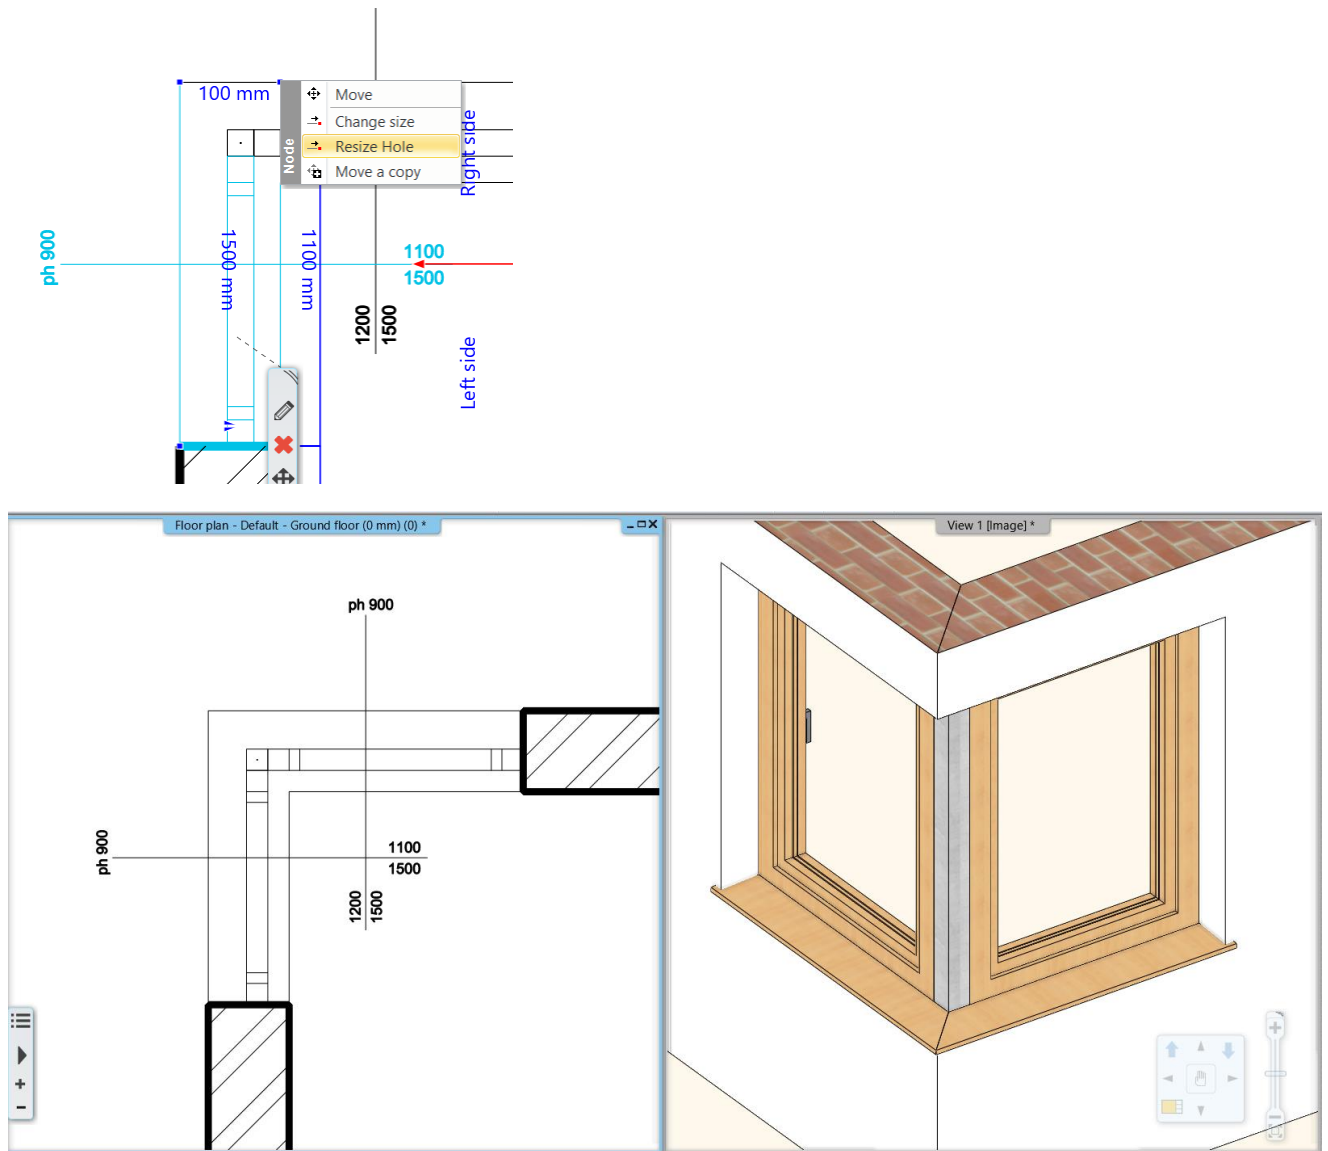 100 mm
Node
Move
Change size
Resize Hole
Move a copy
Right side
ph 900
1500 mm
1100 mm
1100
1500
1200
1500
Left side
Floor plan - Default - Ground floor (0 mm) (0) *
View 1 [Image] *
ph 900
ph 900
1100
1500
1200
1500